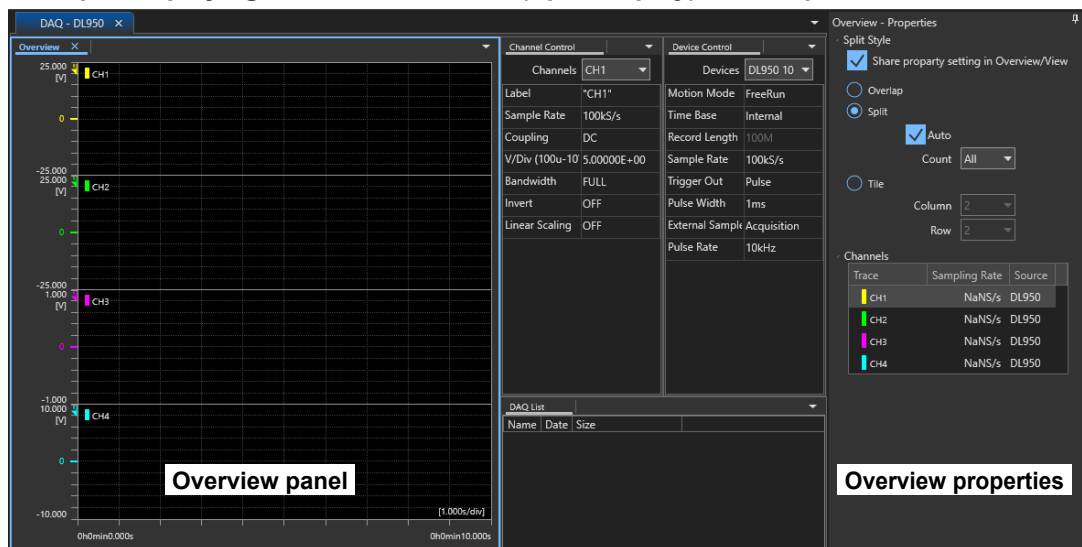 DAQ - DL950 ×
Overview ×
25.000
[V]
CH1
0
-25.000
25.000
[V]
CH2
0
-25.000
1.000
[V]
CH3
0
-1.000
10.000
[V]
CH4
0
-10.000
[1.000s/div]
0h0min0.000s
0h0min10.000s
Overview panel
Channel Control
Channels CH1
Label "CH1"
Sample Rate 100kS/s
Coupling DC
V/Div (100u-10 5.00000E+00
Bandwidth FULL
Invert OFF
Linear Scaling OFF
Device Control
Devices DL950 10
Motion Mode FreeRun
Time Base Internal
Record Length 100M
Sample Rate 100kS/s
Trigger Out Pulse
Pulse Width 1ms
External Sample Acquisition
Pulse Rate 10kHz
DAQ List
Name Date Size
Overview - Properties
Split Style
Share proparty setting in Overview/View
Overlap
Split
Auto
Count All
Tile
Column 2
Row 2
Channels
Trace Sampling Rate Source
CH1 NaNS/s DL950
CH2 NaNS/s DL950
CH3 NaNS/s DL950
CH4 NaNS/s DL950
Overview properties